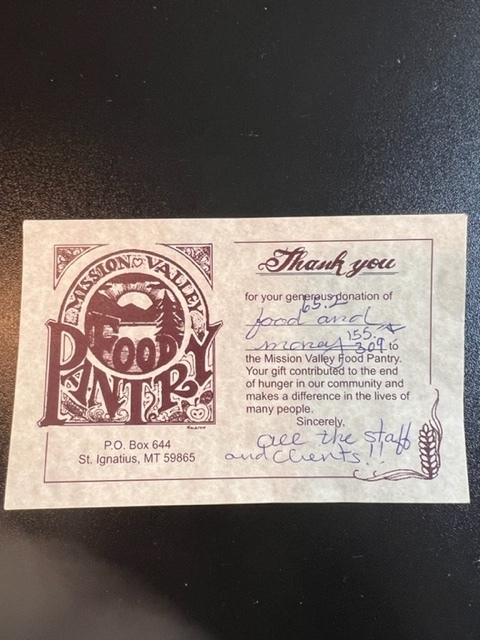 MISSION VALLEY
FOOD
PANTRY
P.O. Box 644
St. Ignatius, MT 59865
Thank you
for your generous donation of
65.2
food and
155.
money 309 to
the Mission Valley Food Pantry.
Your gift contributed to the end
of hunger in our community and
makes a difference in the lives of
many people.
Sincerely,
all the staff
and clients!!